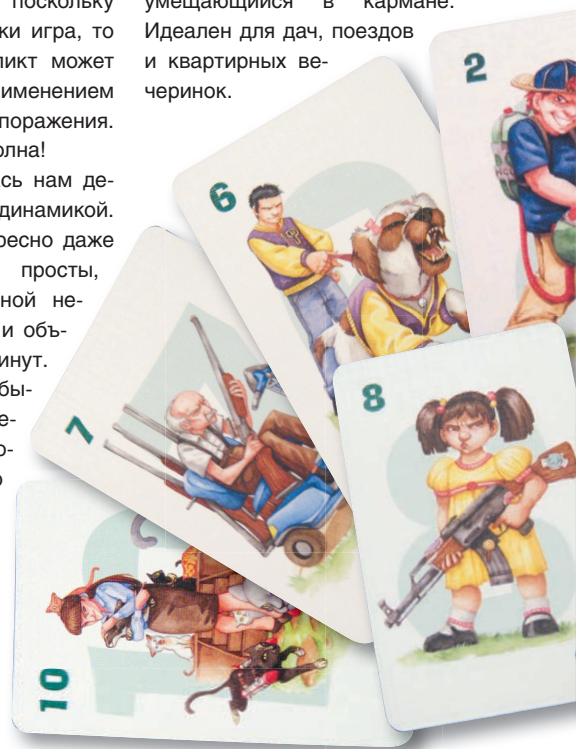 поскольку
ки игра, то
ликт может
именением
поражения.
олна!
сь нам де-
динамикой.
ресно даже
просты,
ной не-
и объ-
инут.
бы-
е-
о-
о
умещающийся в кармане.
Идеален для дач, поездов
и квартирных ве-
черинок.
2
6
7
8
10